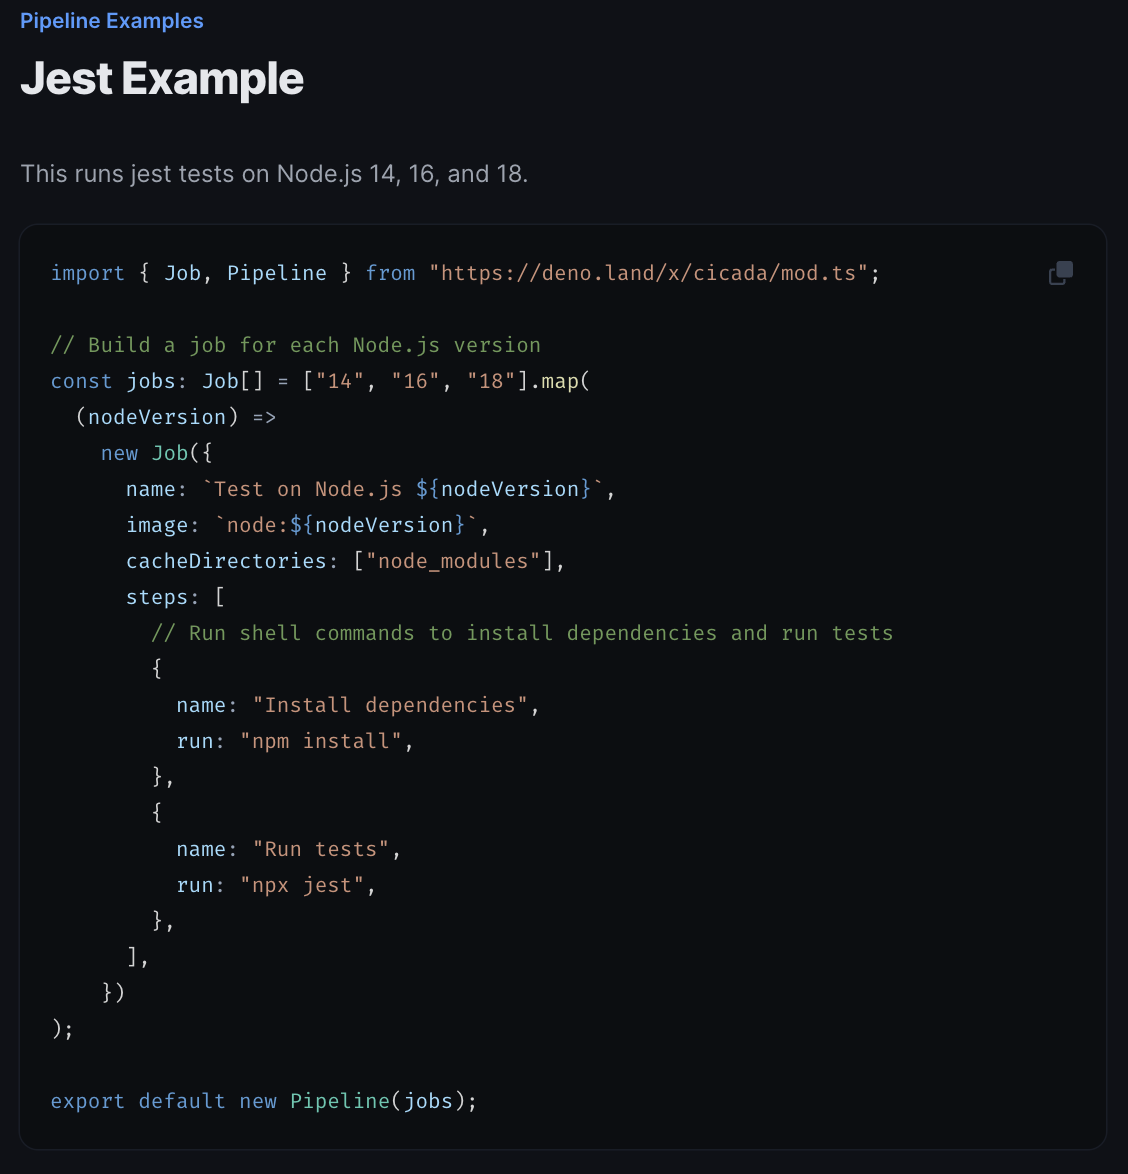 Pipeline Examples
Jest Example
This runs jest tests on Node.js 14, 16, and 18.
import { Job, Pipeline } from "https://deno.land/x/cicada/mod.ts";

// Build a job for each Node.js version
const jobs: Job[] = ["14", "16", "18"].map(
  (nodeVersion) =>
    new Job({
      name: `Test on Node.js ${nodeVersion}`,
      image: `node:${nodeVersion}`,
      cacheDirectories: ["node_modules"],
      steps: [
        // Run shell commands to install dependencies and run tests
        {
          name: "Install dependencies",
          run: "npm install",
        },
        {
          name: "Run tests",
          run: "npx jest",
        },
      ],
    })
);

export default new Pipeline(jobs);